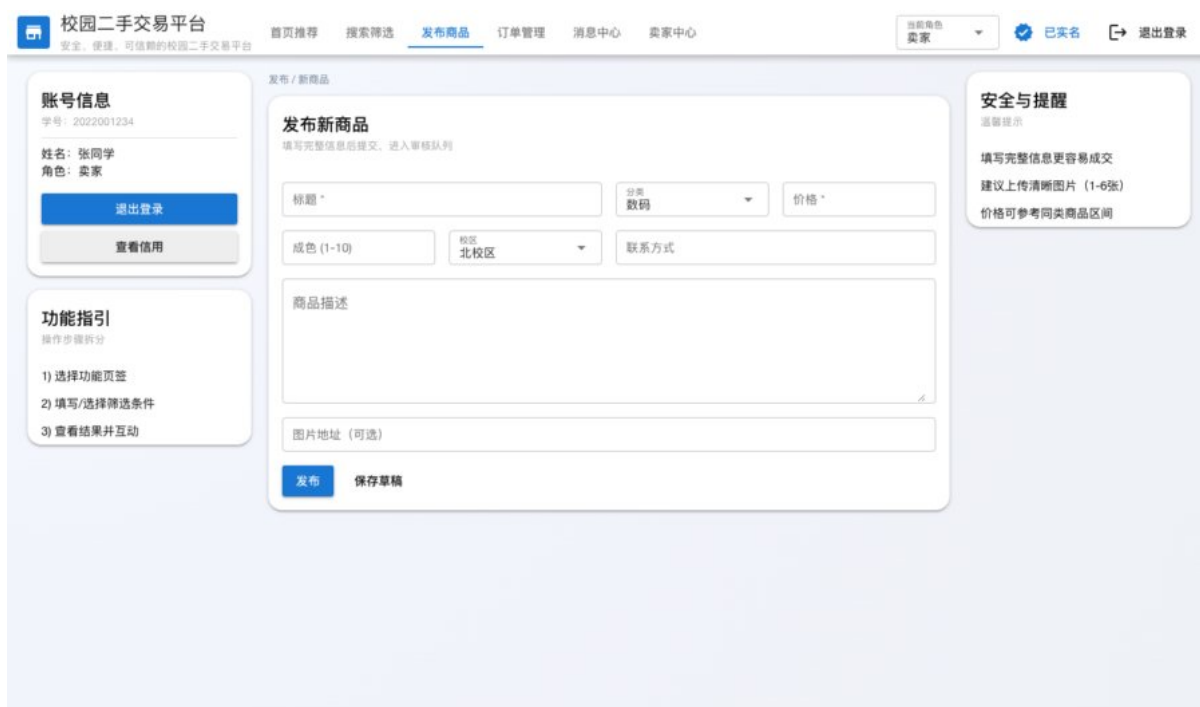 校园二手交易平台
安全、便捷、可信赖的校园二手交易平台
首页推荐 搜索筛选 发布商品 订单管理 消息中心 卖家中心
当前角色
卖家
已实名
退出登录
账号信息
学号：2022001234
姓名：张同学
角色：卖家
退出登录
查看信用
功能指引
操作步骤拆分
1) 选择功能页签
2) 填写/选择筛选条件
3) 查看结果并互动
发布 / 新商品
发布新商品
填写完整信息后提交，进入审核队列
标题 *
分类
数码
价格 *
成色 (1-10)
校区
北校区
联系方式
商品描述
图片地址（可选）
发布 保存草稿
安全与提醒
温馨提示
填写完整信息更容易成交
建议上传清晰图片（1-6张）
价格可参考同类商品区间